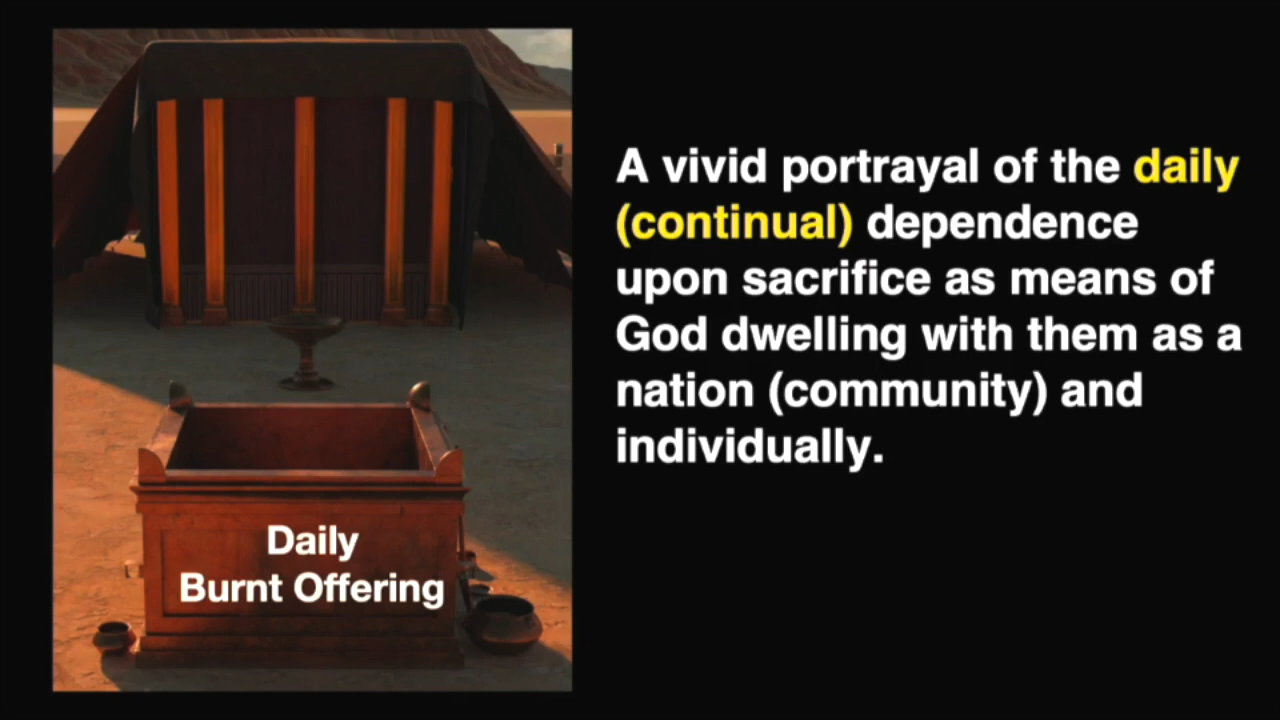 A vivid portrayal of the daily
(continual) dependence
upon sacrifice as means of
God dwelling with them as a
nation (community) and
individually.
Daily
Burnt Offering